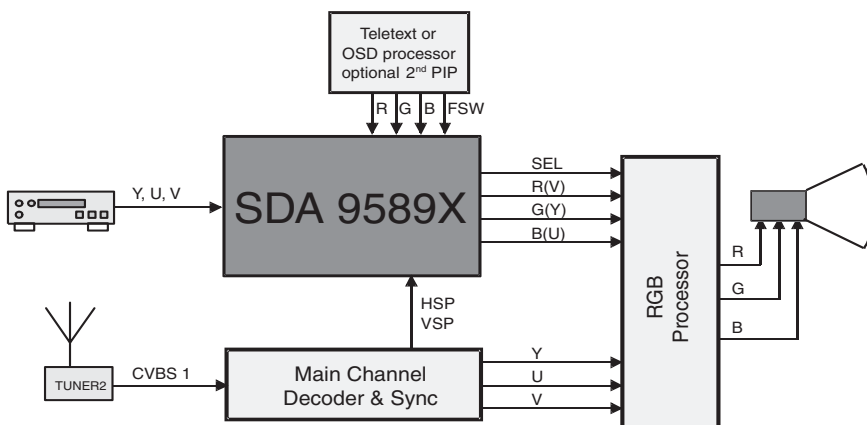 Teletext or
OSD processor
optional 2nd PIP
R G B FSW
SDA 9589X
Y, U, V
SEL
R(V)
G(Y)
B(U)
RGB
Processor
R
G
B
HSP
VSP
TUNER2
CVBS 1
Main Channel
Decoder & Sync
Y
U
V